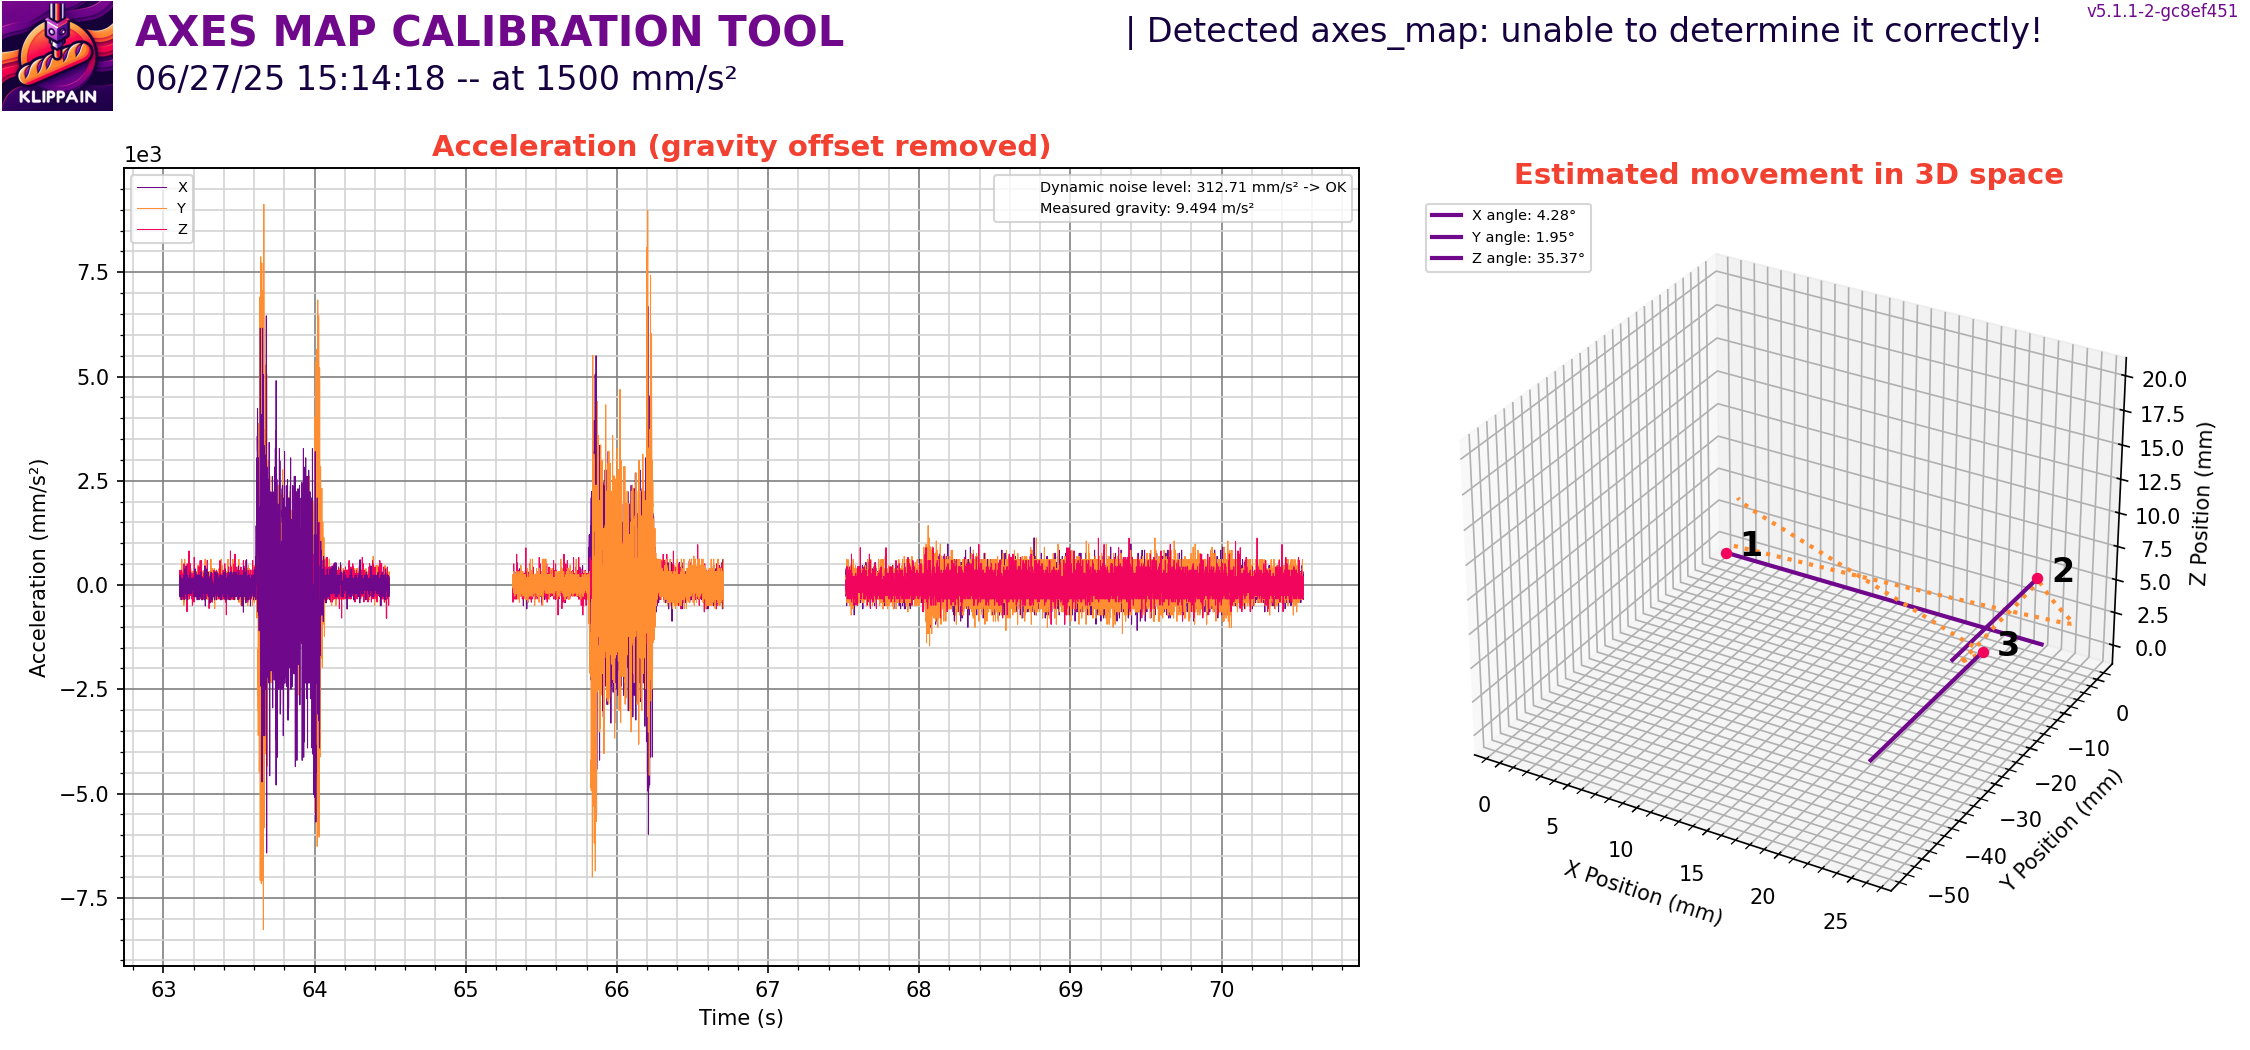 KLIPPAIN
AXES MAP CALIBRATION TOOL
06/27/25 15:14:18 -- at 1500 mm/s²
| Detected axes_map: unable to determine it correctly!
v5.1.1-2-gc8ef451
Acceleration (gravity offset removed)
1e3
X
Y
Z
Dynamic noise level: 312.71 mm/s² -> OK
Measured gravity: 9.494 m/s²
Acceleration (mm/s²)
7.5
5.0
2.5
0.0
−2.5
−5.0
−7.5
63 64 65 66 67 68 69 70
Time (s)
Estimated movement in 3D space
X angle: 4.28°
Y angle: 1.95°
Z angle: 35.37°
1
2
3
20.0
17.5
15.0
12.5
10.0
7.5
5.0
2.5
0.0
Z Position (mm)
0
−10
−20
−30
−40
−50
Y Position (mm)
0
5
10
15
20
25
X Position (mm)